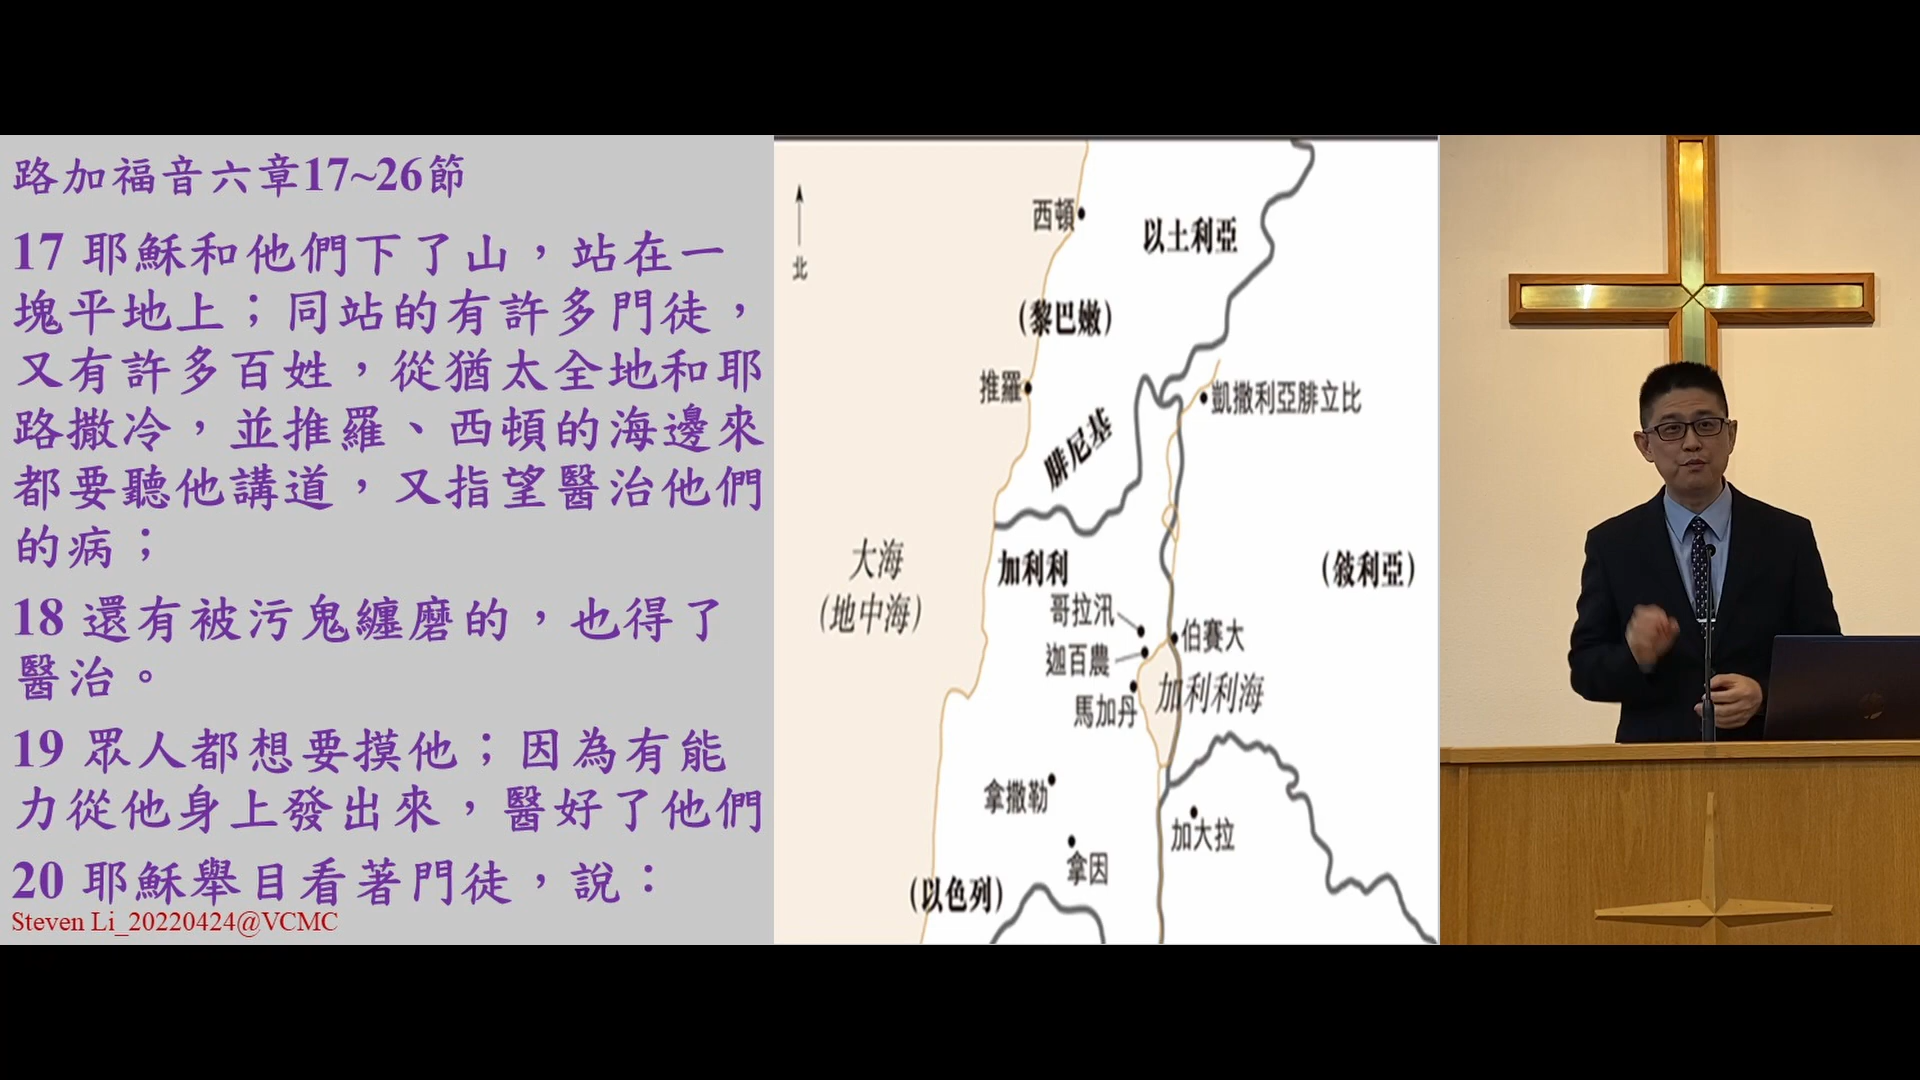 路加福音六章17~26節
17 耶穌和他們下了山，站在一
塊平地上；同站的有許多門徒，
又有許多百姓，從猶太全地和耶
路撒冷，並推羅、西頓的海邊來
都要聽他講道，又指望醫治他們
的病；
18 還有被污鬼纏磨的，也得了
醫治。
19 眾人都想要摸他；因為有能
力從他身上發出來，醫好了他們
20 耶穌舉目看著門徒，說：
Steven Li_20220424@VCMC
北
西頓
以土利亞
(黎巴嫩)
推羅
凱撒利亞腓立比
腓尼基
大海
(地中海)
加利利
(敍利亞)
哥拉汛
伯賽大
迦百農
加利利海
馬加丹
拿撒勒
加大拉
拿因
(以色列)